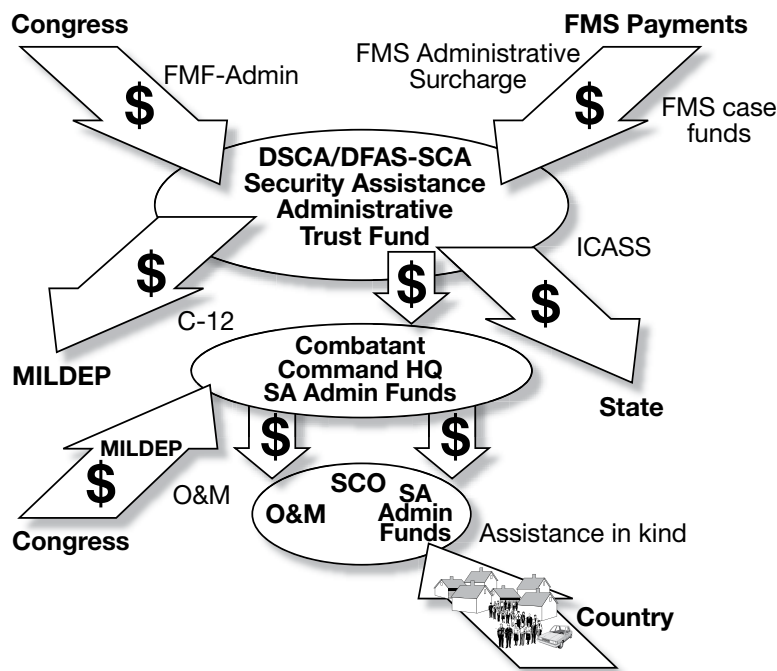 Congress
FMS Payments
FMF-Admin
FMS Administrative
Surcharge
$
$
FMS case
funds
DSCA/DFAS-SCA
Security Assistance
Administrative
Trust Fund
ICASS
$
$
$
C-12
MILDEP
Combatant
Command HQ
SA Admin Funds
State
$
$
MILDEP
$
O&M
Congress
SCO
O&M
SA
Admin
Funds
Assistance in kind
Country